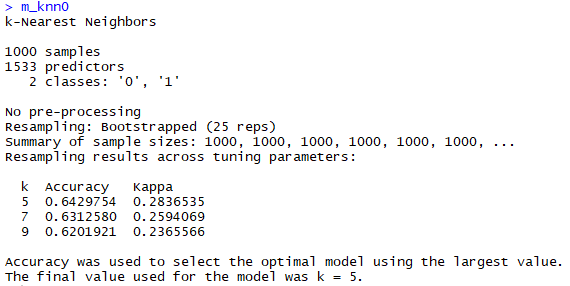 > m_knn0
k-Nearest Neighbors

1000 samples
1533 predictors
   2 classes: '0', '1'

No pre-processing
Resampling: Bootstrapped (25 reps)
Summary of sample sizes: 1000, 1000, 1000, 1000, 1000, 1000, ...
Resampling results across tuning parameters:

  k  Accuracy   Kappa
  5  0.6429754  0.2836535
  7  0.6312580  0.2594069
  9  0.6201921  0.2365566

Accuracy was used to select the optimal model using the largest value.
The final value used for the model was k = 5.